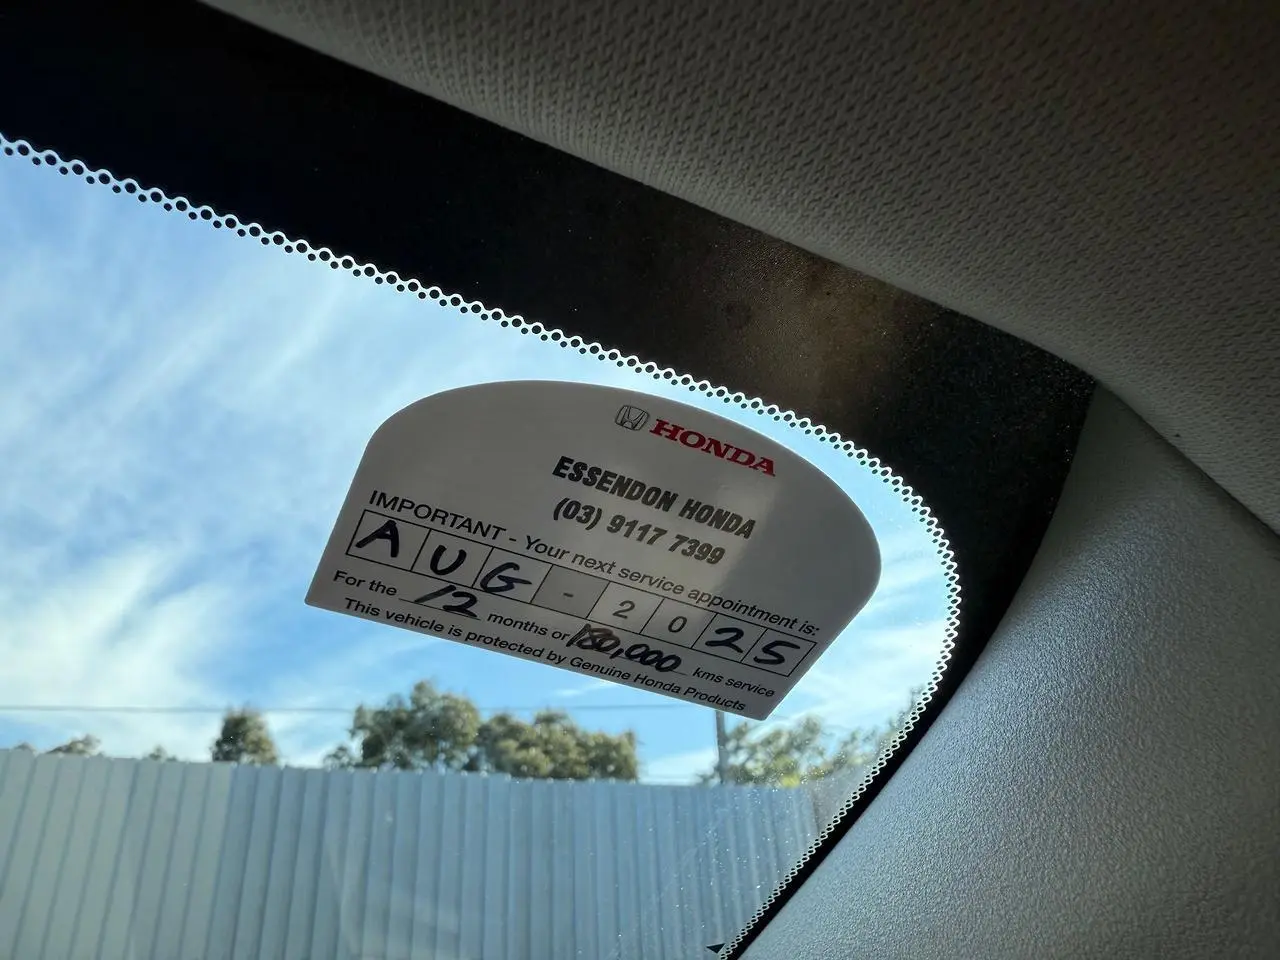 HONDA
ESSENDON HONDA
(03) 9117 7399
IMPORTANT - Your next service appointment is:
AUG-2025
For the 12 months or 180,000 kms service
This vehicle is protected by Genuine Honda Products